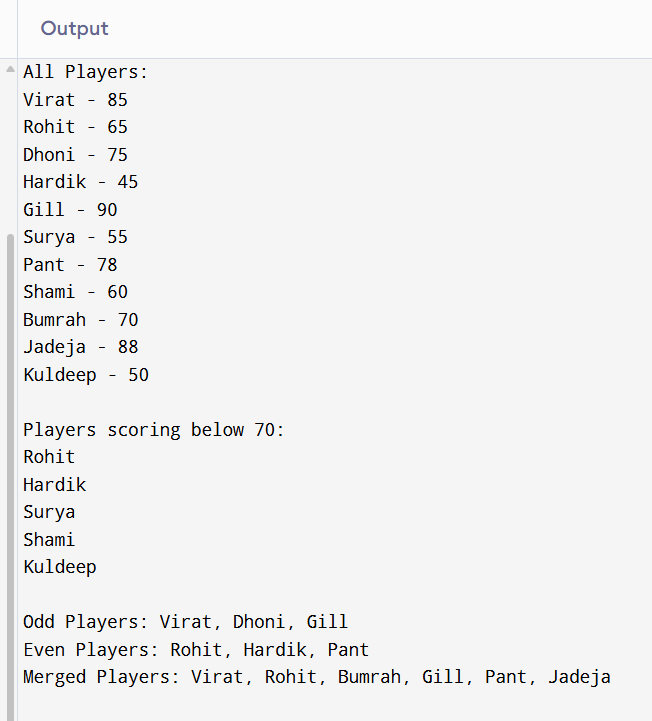 Output
All Players:
Virat - 85
Rohit - 65
Dhoni - 75
Hardik - 45
Gill - 90
Surya - 55
Pant - 78
Shami - 60
Bumrah - 70
Jadeja - 88
Kuldeep - 50
Players scoring below 70:
Rohit
Hardik
Surya
Shami
Kuldeep
Odd Players: Virat, Dhoni, Gill
Even Players: Rohit, Hardik, Pant
Merged Players: Virat, Rohit, Bumrah, Gill, Pant, Jadeja